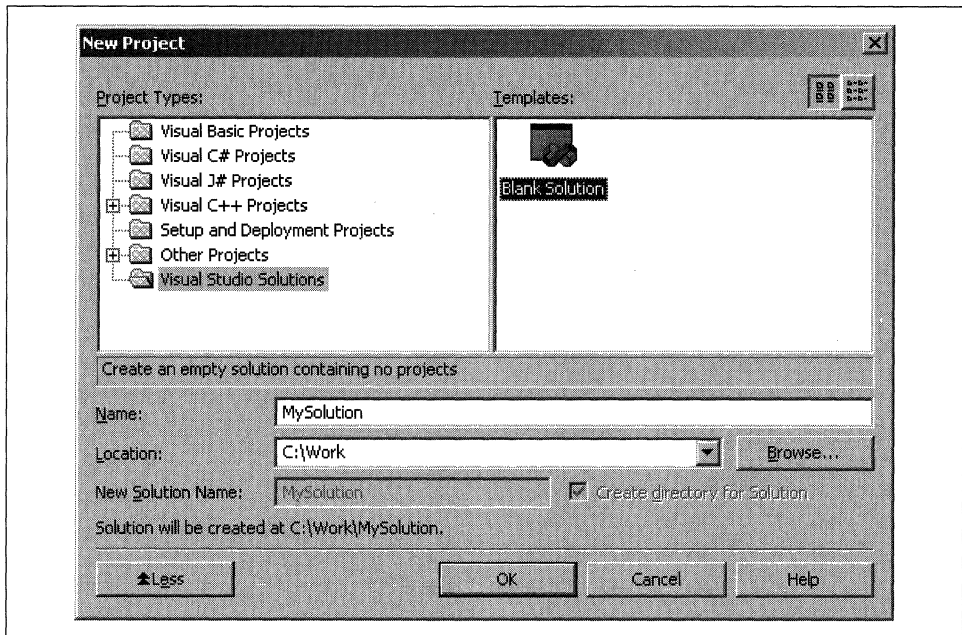 New Project
Project Types:
Templates:
Visual Basic Projects
Visual C# Projects
Visual J# Projects
Visual C++ Projects
Setup and Deployment Projects
Other Projects
Visual Studio Solutions
Blank Solution
Create an empty solution containing no projects
Name:
MySolution
Location:
C:\Work
Browse...
New Solution Name:
MySolution
Create directory for Solution
Solution will be created at C:\Work\MySolution.
Less
OK
Cancel
Help